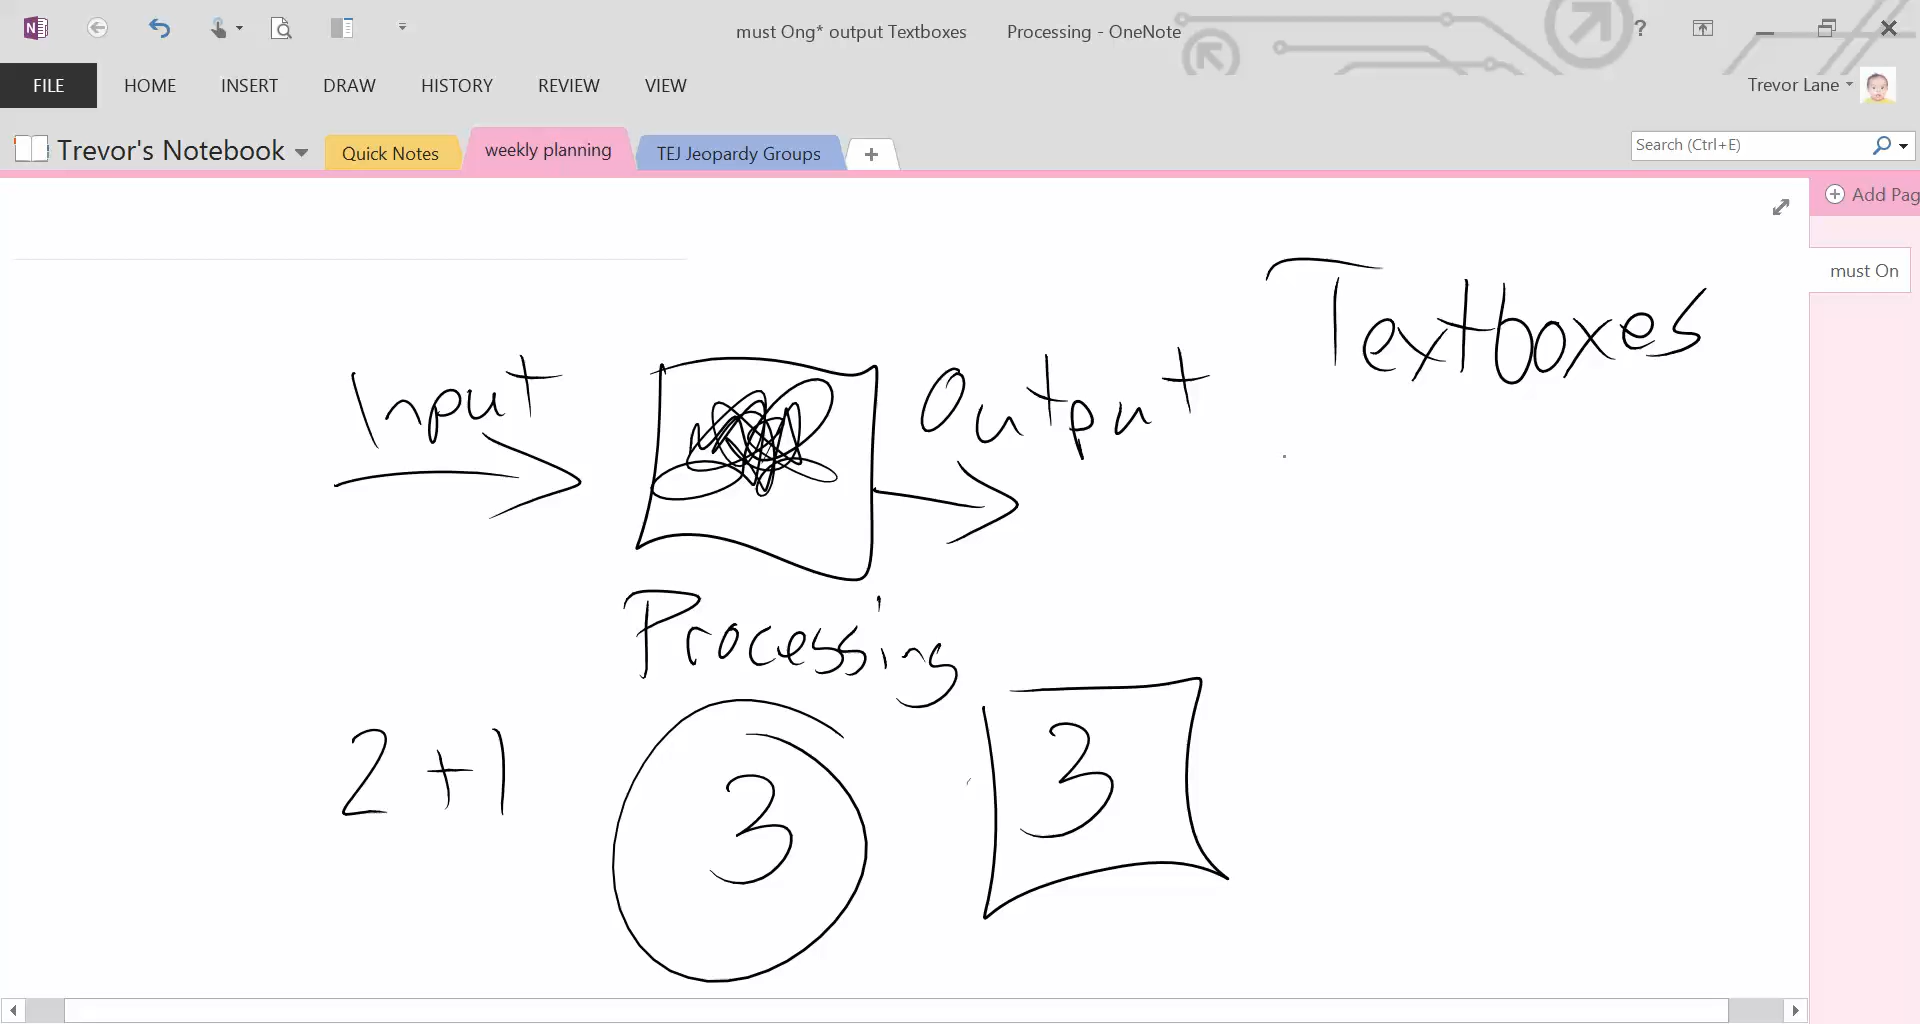 must Ong* output Textboxes Processing - OneNote
?
FILE HOME INSERT DRAW HISTORY REVIEW VIEW
Trevor Lane
Trevor's Notebook Quick Notes weekly planning TEJ Jeopardy Groups +
Search (Ctrl+E)
Add Pag
must On
Textboxes
Input Output
Processing
2 + 1 3 3